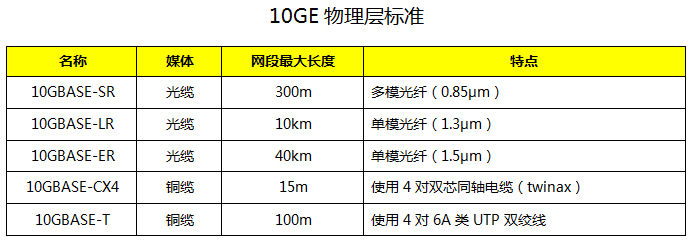 10GE 物理层标准
名称 媒体 网段最大长度 特点
10GBASE-SR 光缆 300m 多模光纤（0.85μm）
10GBASE-LR 光缆 10km 单模光纤（1.3μm）
10GBASE-ER 光缆 40km 单模光纤（1.5μm）
10GBASE-CX4 铜缆 15m 使用 4 对双芯同轴电缆（twinax）
10GBASE-T 铜缆 100m 使用 4 对 6A 类 UTP 双绞线